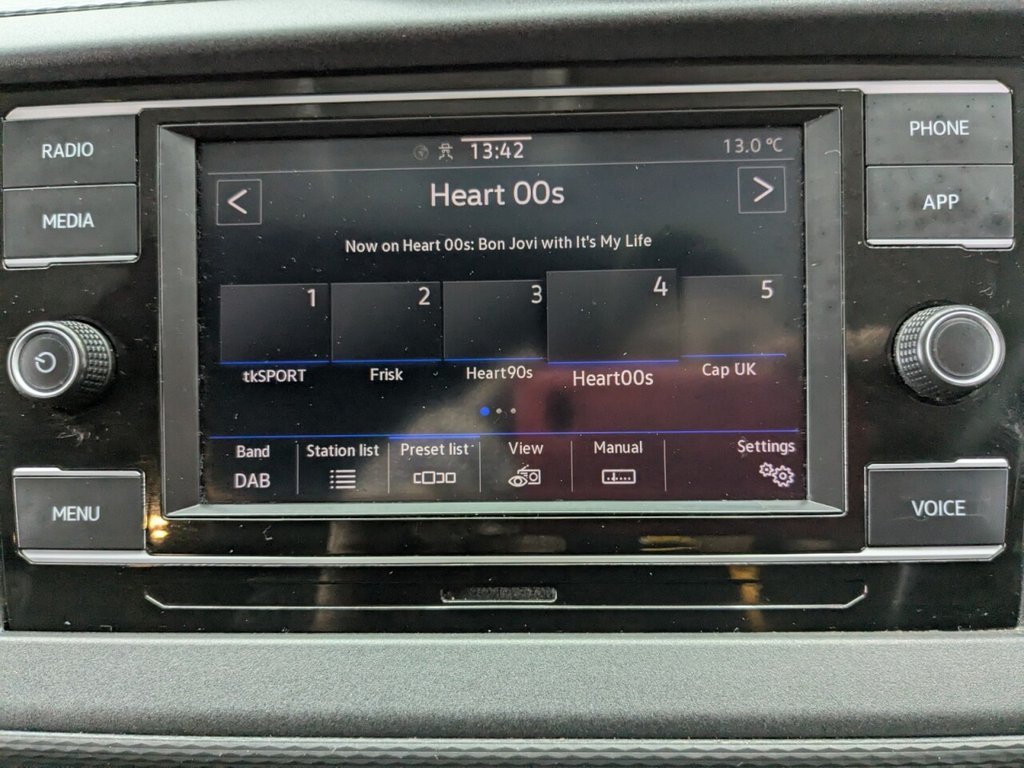 RADIO
MEDIA
MENU
PHONE
APP
VOICE
13:42
13.0 °C
<
Heart 00s
>
Now on Heart 00s: Bon Jovi with It's My Life
1 2 3 4 5
tkSPORT Frisk Heart90s Heart00s Cap UK
Band Station list Preset list View Manual Settings
DAB